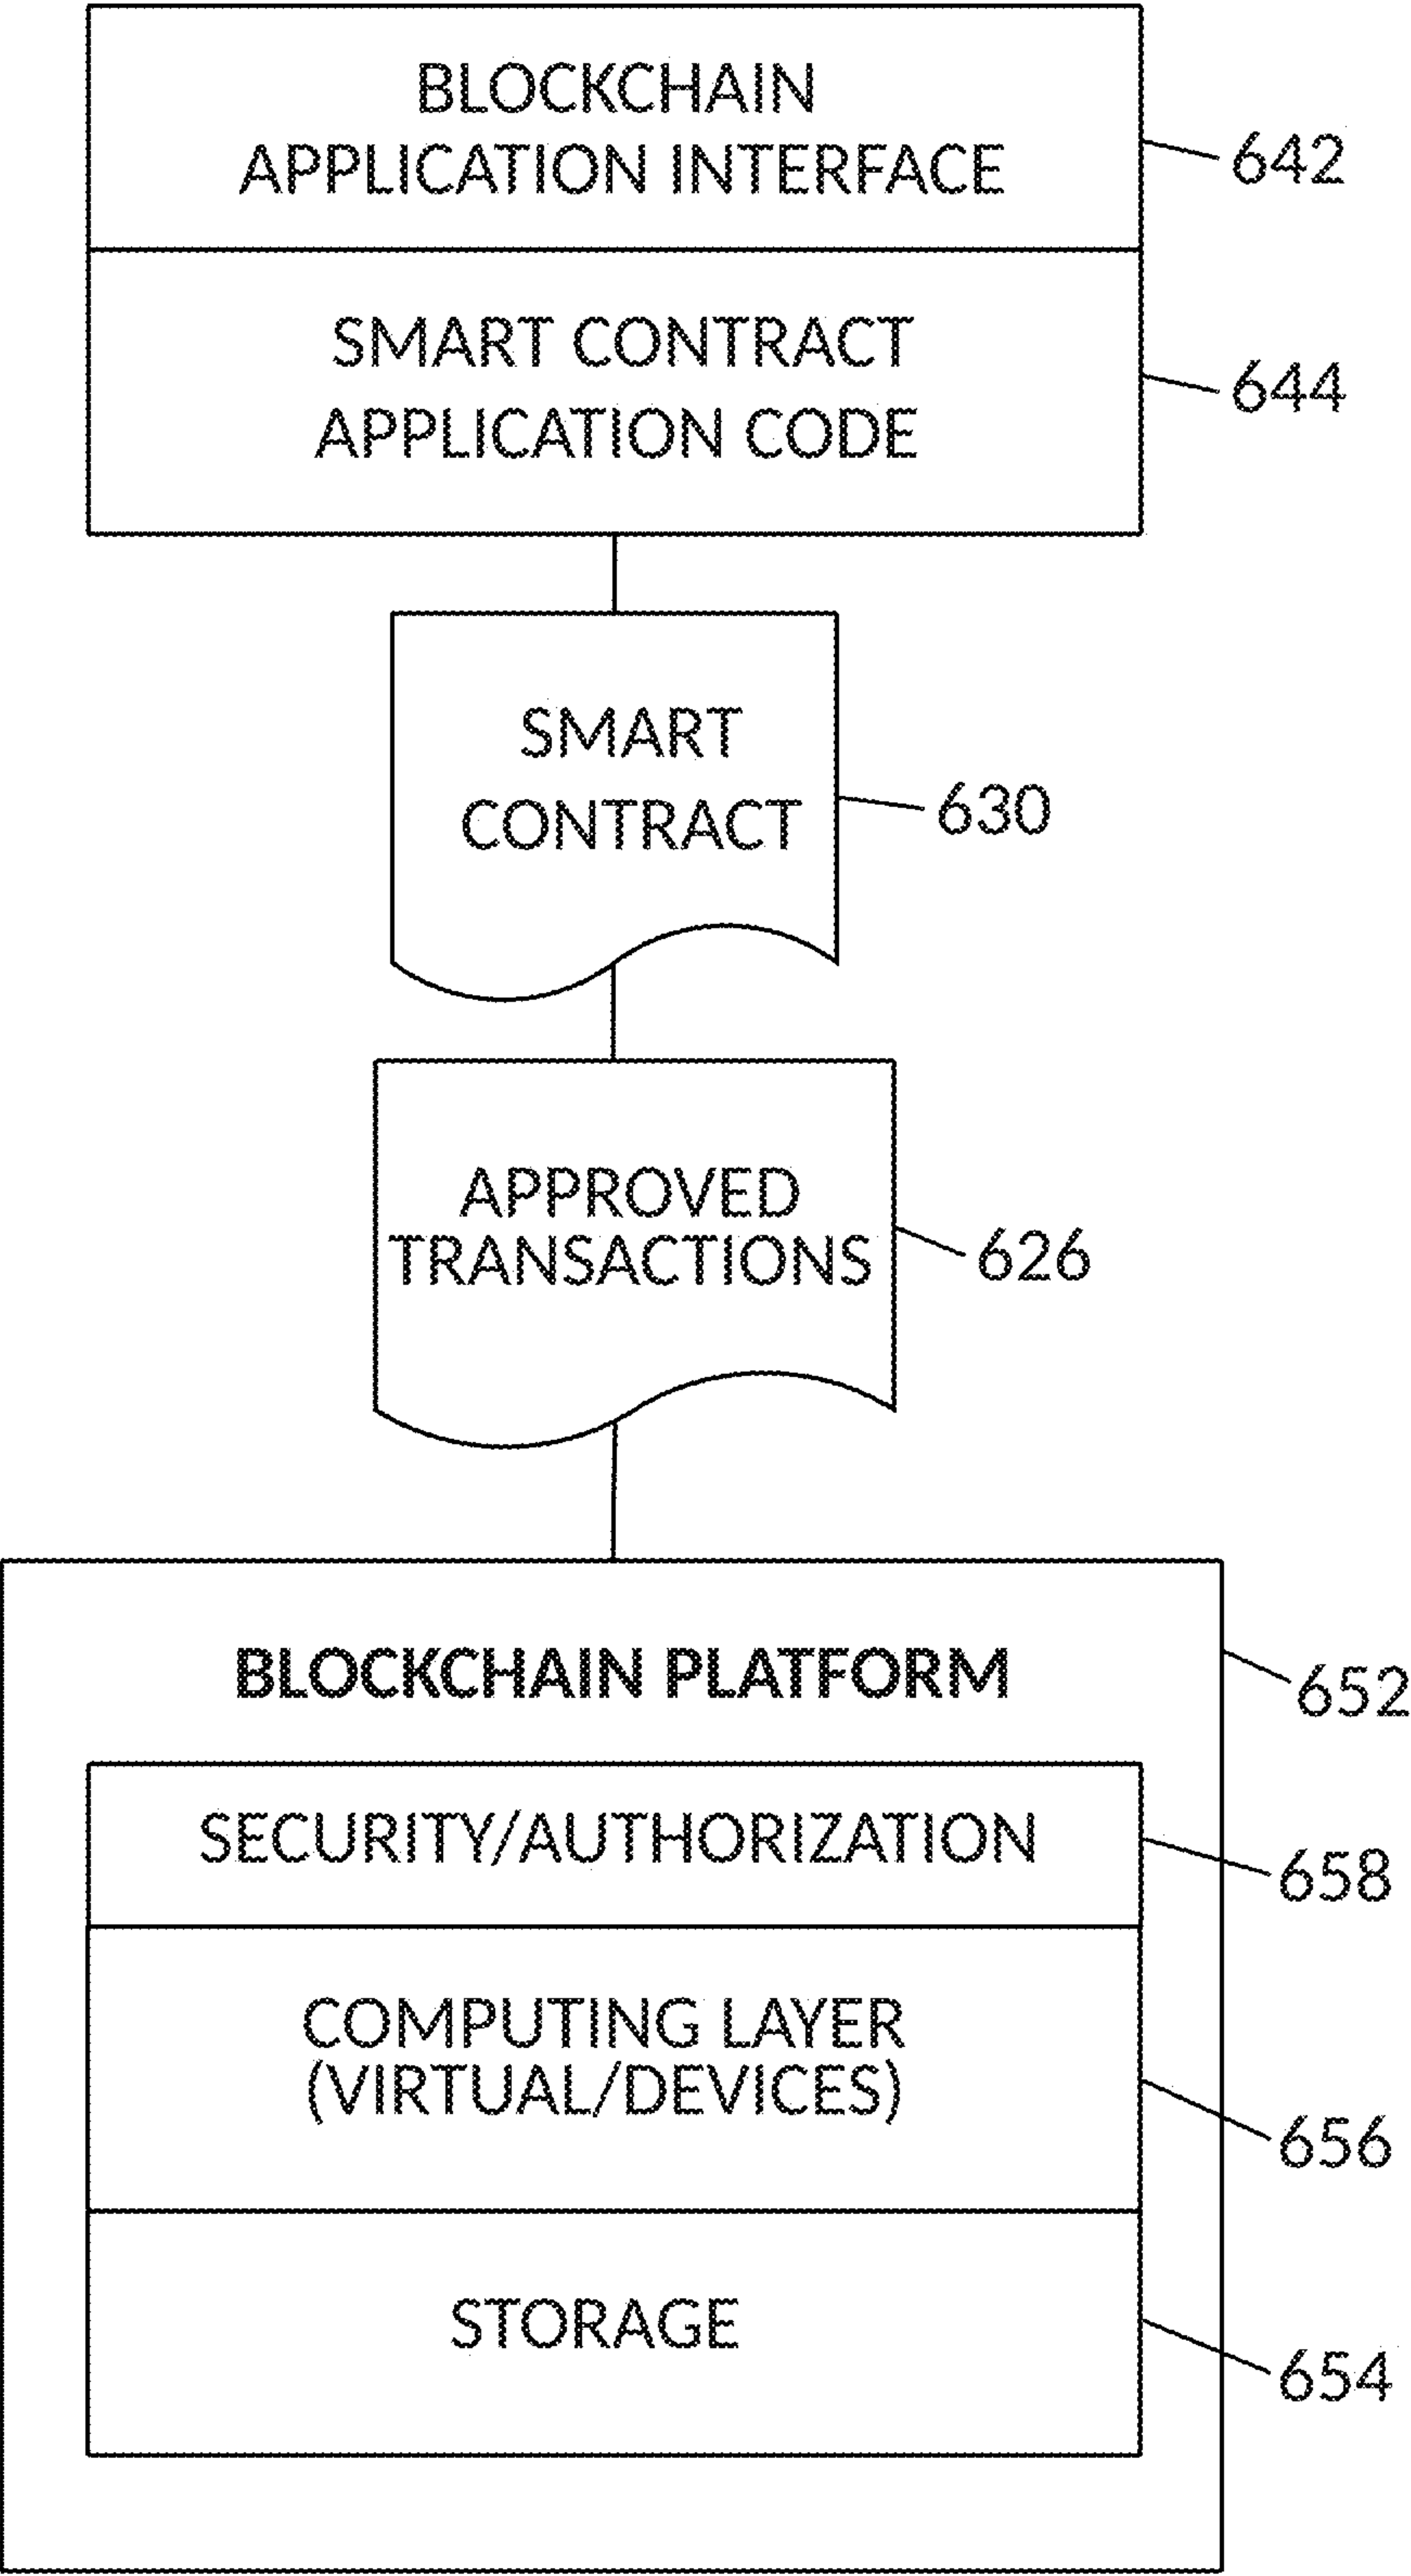 BLOCKCHAIN
APPLICATION INTERFACE
642
SMART CONTRACT
APPLICATION CODE
644
SMART
CONTRACT
630
APPROVED
TRANSACTIONS
626
BLOCKCHAIN PLATFORM
652
SECURITY/AUTHORIZATION
658
COMPUTING LAYER
(VIRTUAL/DEVICES)
656
STORAGE
654